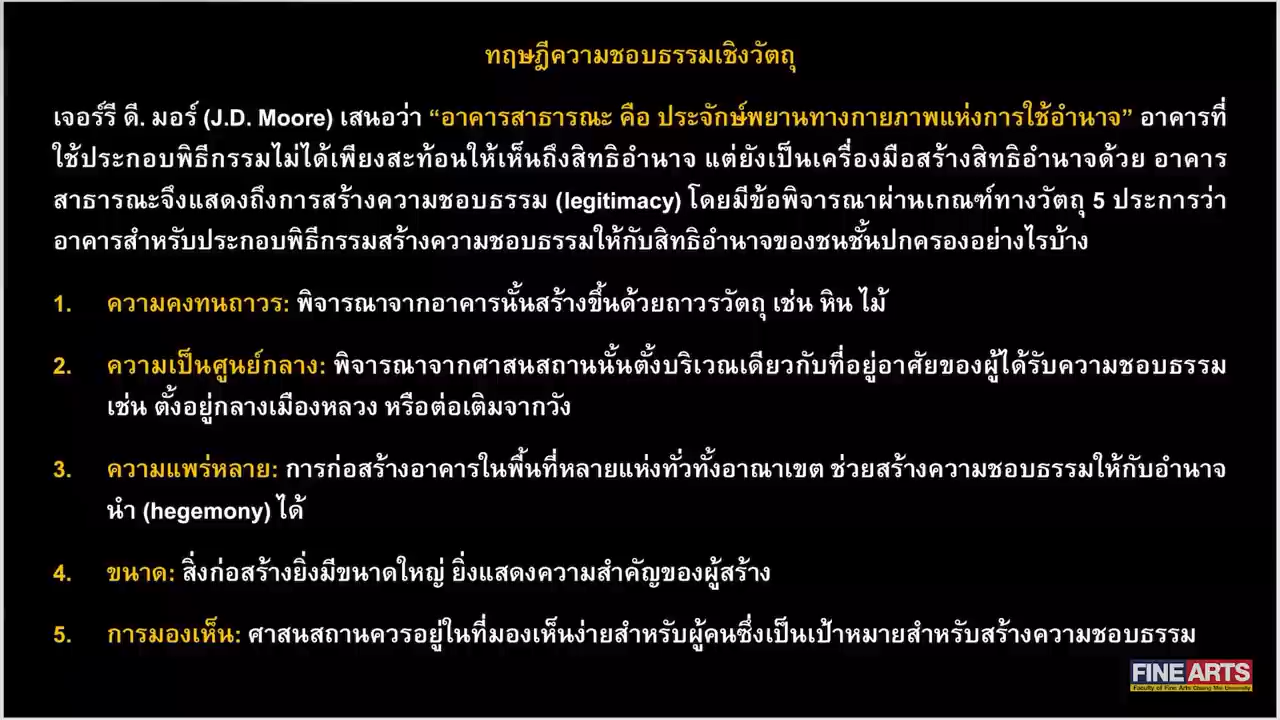 ทฤษฎีความชอบธรรมเชิงวัตถุ
เจอร์รี ดี. มอร์ (J.D. Moore) เสนอว่า “อาคารสาธารณะ คือ ประจักษ์พยานทางกายภาพแห่งการใช้อำนาจ” อาคารที่
ใช้ประกอบพิธีกรรมไม่ได้เพียงสะท้อนให้เห็นถึงสิทธิอำนาจ แต่ยังเป็นเครื่องมือสร้างสิทธิอำนาจด้วย อาคาร
สาธารณะจึงแสดงถึงการสร้างความชอบธรรม (legitimacy) โดยมีข้อพิจารณาผ่านเกณฑ์ทางวัตถุ 5 ประการว่า
อาคารสำหรับประกอบพิธีกรรมสร้างความชอบธรรมให้กับสิทธิอำนาจของชนชั้นปกครองอย่างไรบ้าง
1. ความคงทนถาวร: พิจารณาจากอาคารนั้นสร้างขึ้นด้วยถาวรวัตถุ เช่น หิน ไม้
2. ความเป็นศูนย์กลาง: พิจารณาจากศาสนสถานนั้นตั้งบริเวณเดียวกับที่อยู่อาศัยของผู้ได้รับความชอบธรรม
เช่น ตั้งอยู่กลางเมืองหลวง หรือต่อเติมจากวัง
3. ความแพร่หลาย: การก่อสร้างอาคารในพื้นที่หลายแห่งทั่วทั้งอาณาเขต ช่วยสร้างความชอบธรรมให้กับอำนาจ
นำ (hegemony) ได้
4. ขนาด: สิ่งก่อสร้างยิ่งมีขนาดใหญ่ ยิ่งแสดงความสำคัญของผู้สร้าง
5. การมองเห็น: ศาสนสถานควรอยู่ในที่มองเห็นง่ายสำหรับผู้คนซึ่งเป็นเป้าหมายสำหรับสร้างความชอบธรรม
FINE ARTS
Faculty of Fine Arts Chiang Mai University